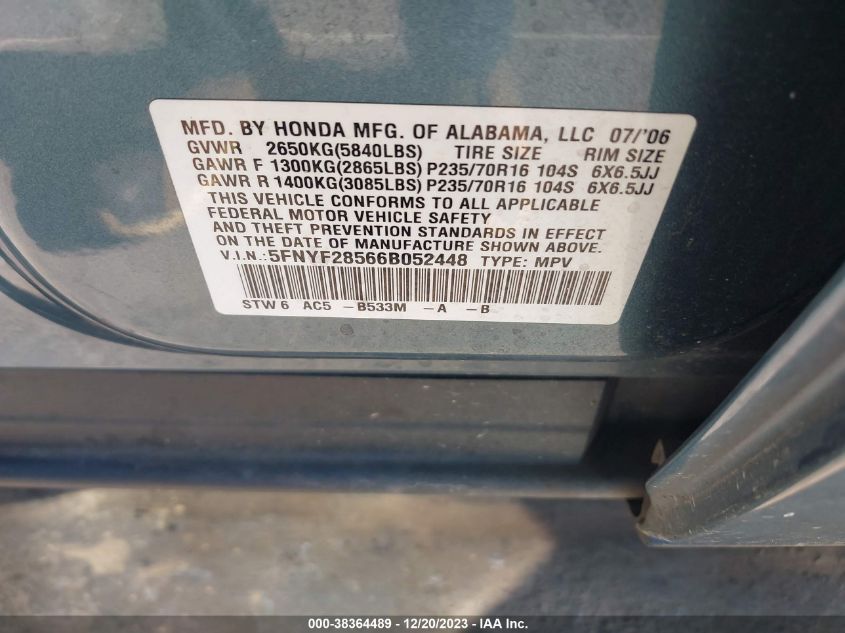 MFD. BY HONDA MFG. OF ALABAMA, LLC 07/'06
GVWR 2650KG(5840LBS) TIRE SIZE RIM SIZE
GAWR F 1300KG(2865LBS) P235/70R16 104S 6X6.5JJ
GAWR R 1400KG(3085LBS) P235/70R16 104S 6X6.5JJ
THIS VEHICLE CONFORMS TO ALL APPLICABLE
FEDERAL MOTOR VEHICLE SAFETY
AND THEFT PREVENTION STANDARDS IN EFFECT
ON THE DATE OF MANUFACTURE SHOWN ABOVE.
V.I.N.: 5FNYF28566B052448 TYPE: MPV
STW6 AC5 -B533M -A -B
000-38364489 - 12/20/2023 - IAA Inc.